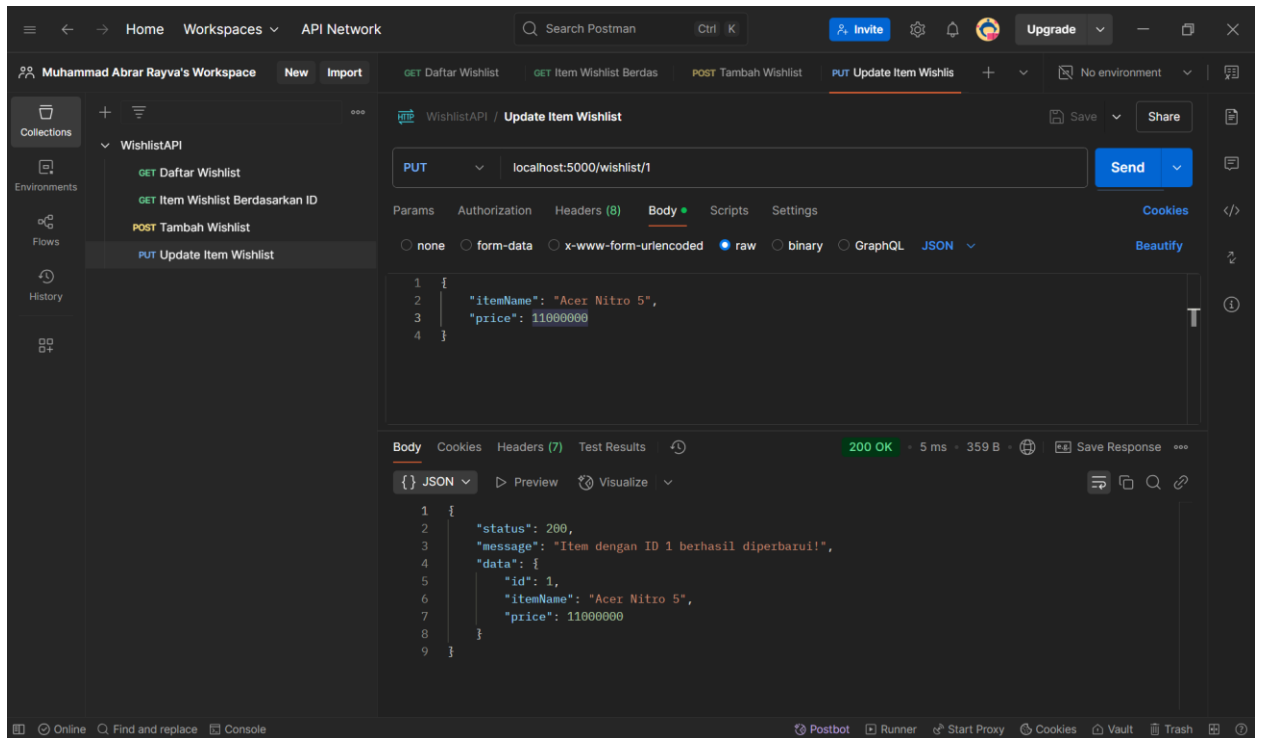 Home Workspaces API Network Search Postman Ctrl K Invite Upgrade
Muhammad Abrar Rayva's Workspace New Import GET Daftar Wishlist GET Item Wishlist Berdas POST Tambah Wishlist PUT Update Item Wishlis No environment
Collections
Environments
Flows
History
WishlistAPI
GET Daftar Wishlist
GET Item Wishlist Berdasarkan ID
POST Tambah Wishlist
PUT Update Item Wishlist
HTTP WishlistAPI / Update Item Wishlist Save Share
PUT localhost:5000/wishlist/1 Send
Params Authorization Headers (8) Body Scripts Settings Cookies
none form-data x-www-form-urlencoded raw binary GraphQL JSON Beautify
1 {
2 "itemName": "Acer Nitro 5",
3 "price": 11000000
4 }
Body Cookies Headers (7) Test Results 200 OK 5 ms 359 B e.g. Save Response
{} JSON Preview Visualize
1 {
2 "status": 200,
3 "message": "Item dengan ID 1 berhasil diperbarui!",
4 "data": {
5 "id": 1,
6 "itemName": "Acer Nitro 5",
7 "price": 11000000
8 }
9 }
Online Find and replace Console Postbot Runner Start Proxy Cookies Vault Trash